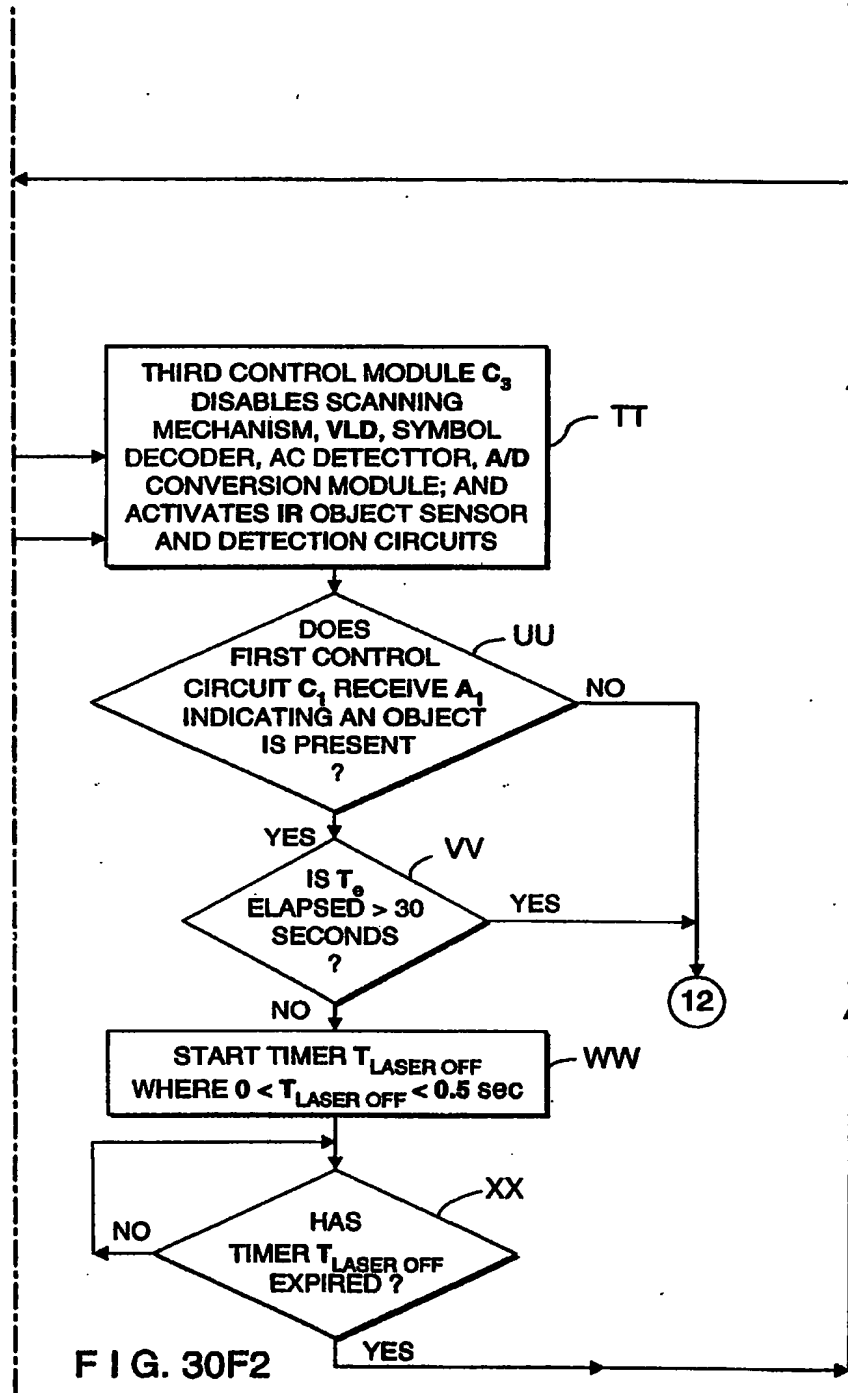 THIRD CONTROL MODULE C3
DISABLES SCANNING
MECHANISM, VLD, SYMBOL
DECODER, AC DETECTTOR, A/D
CONVERSION MODULE; AND
ACTIVATES IR OBJECT SENSOR
AND DETECTION CIRCUITS
TT
DOES
FIRST CONTROL
CIRCUIT C1 RECEIVE A1
INDICATING AN OBJECT
IS PRESENT
?
UU
NO
YES
IS Te
ELAPSED > 30
SECONDS
?
VV
YES
12
NO
START TIMER TLASER OFF
WHERE 0 < TLASER OFF < 0.5 sec
WW
HAS
TIMER TLASER OFF
EXPIRED ?
XX
NO
YES
FIG. 30F2